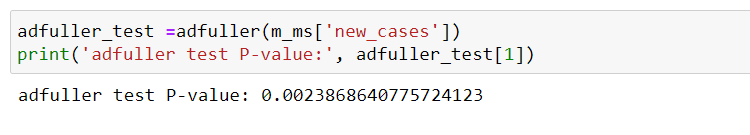 adfuller_test =adfuller(m_ms['new_cases'])
print('adfuller test P-value:', adfuller_test[1])
adfuller test P-value: 0.0023868640775724123